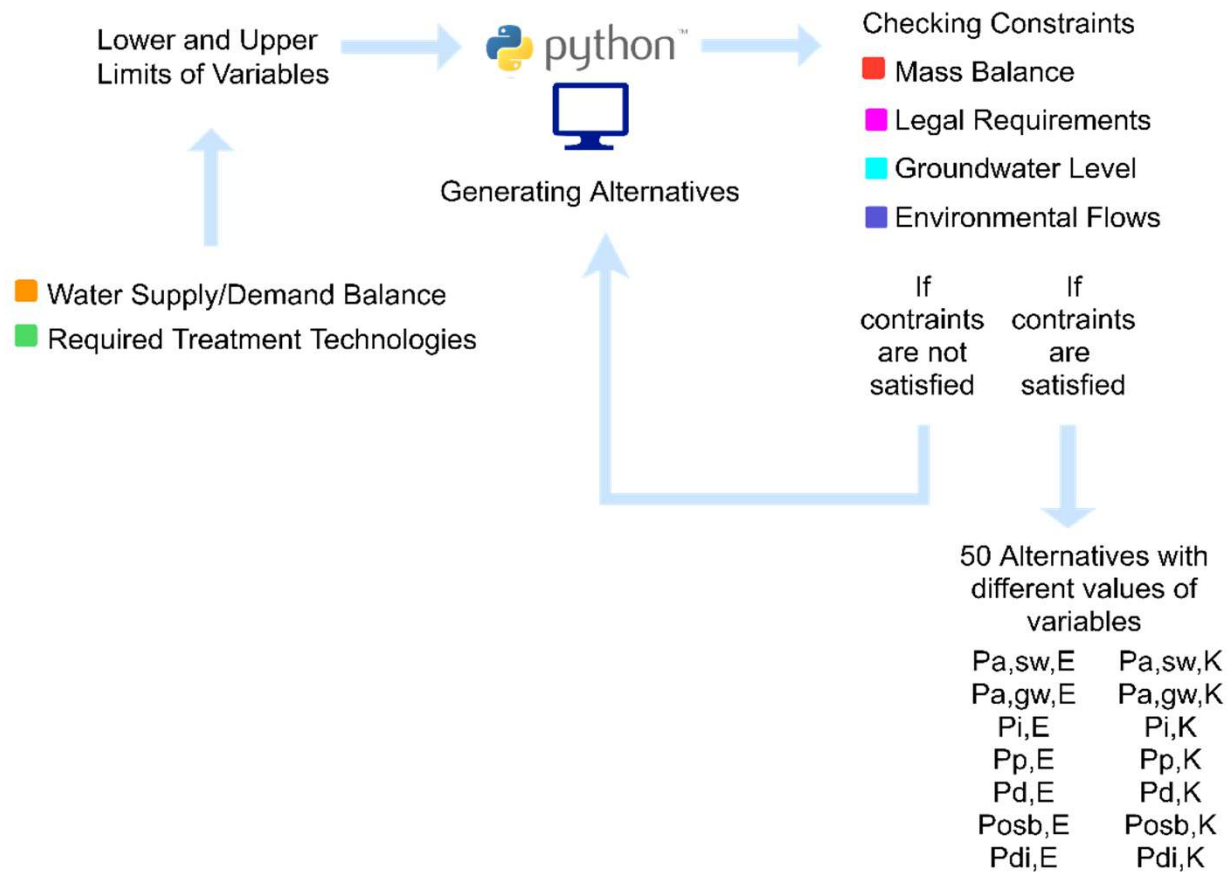 Lower and Upper
Limits of Variables
python™
Generating Alternatives
Checking Constraints
Mass Balance
Legal Requirements
Groundwater Level
Environmental Flows
Water Supply/Demand Balance
Required Treatment Technologies
If
contraints
are not
satisfied
If
contraints
are
satisfied
50 Alternatives with
different values of
variables
Pa,sw,E Pa,sw,K
Pa,gw,E Pa,gw,K
Pi,E Pi,K
Pp,E Pp,K
Pd,E Pd,K
Posb,E Posb,K
Pdi,E Pdi,K